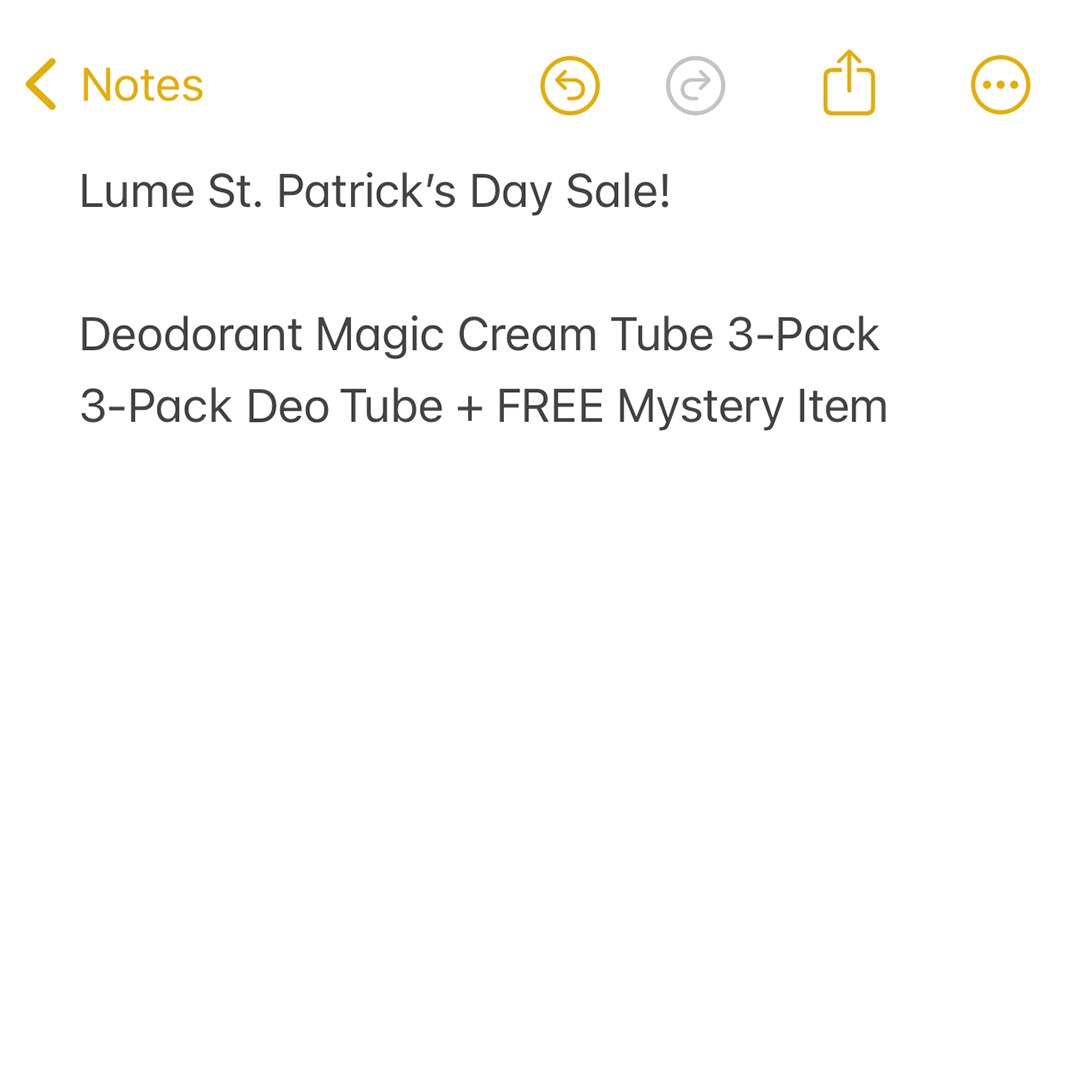 Notes
Lume St. Patrick’s Day Sale!
Deodorant Magic Cream Tube 3-Pack
3-Pack Deo Tube + FREE Mystery Item